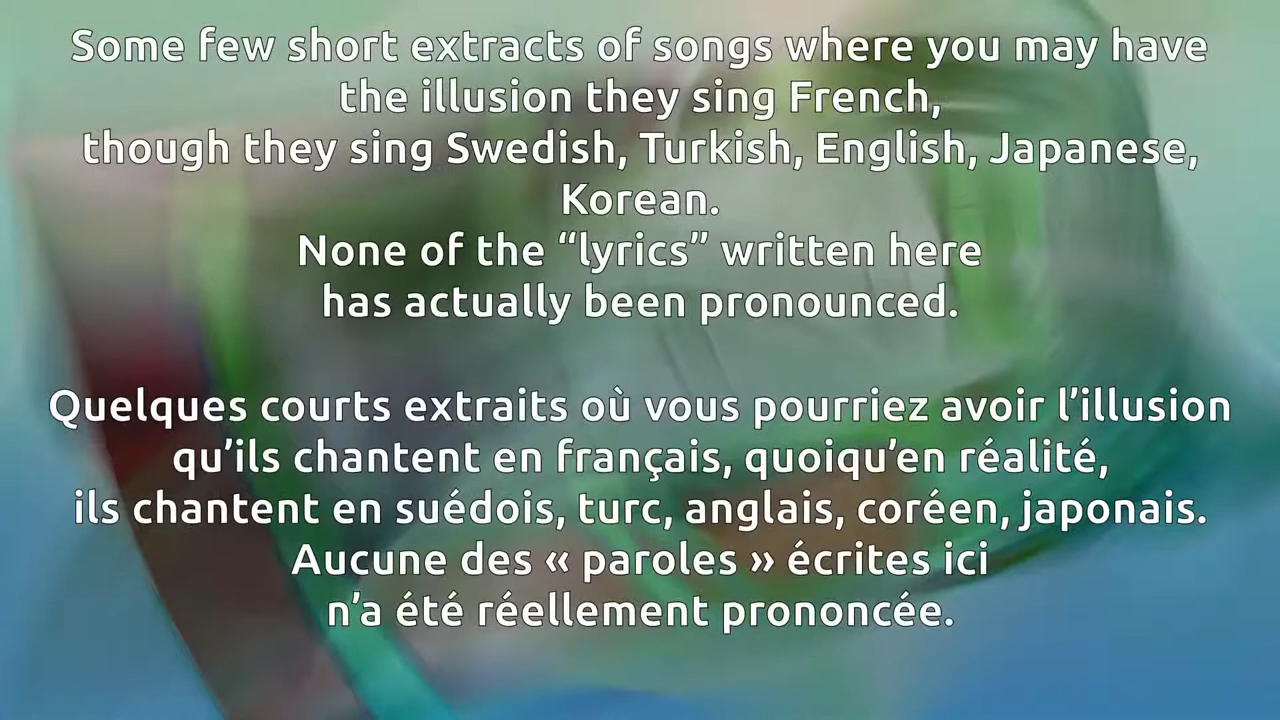 Some few short extracts of songs where you may have
the illusion they sing French,
though they sing Swedish, Turkish, English, Japanese,
Korean.
None of the “lyrics” written here
has actually been pronounced.
Quelques courts extraits où vous pourriez avoir l’illusion
qu’ils chantent en français, quoiqu’en réalité,
ils chantent en suédois, turc, anglais, coréen, japonais.
Aucune des « paroles » écrites ici
n’a été réellement prononcée.